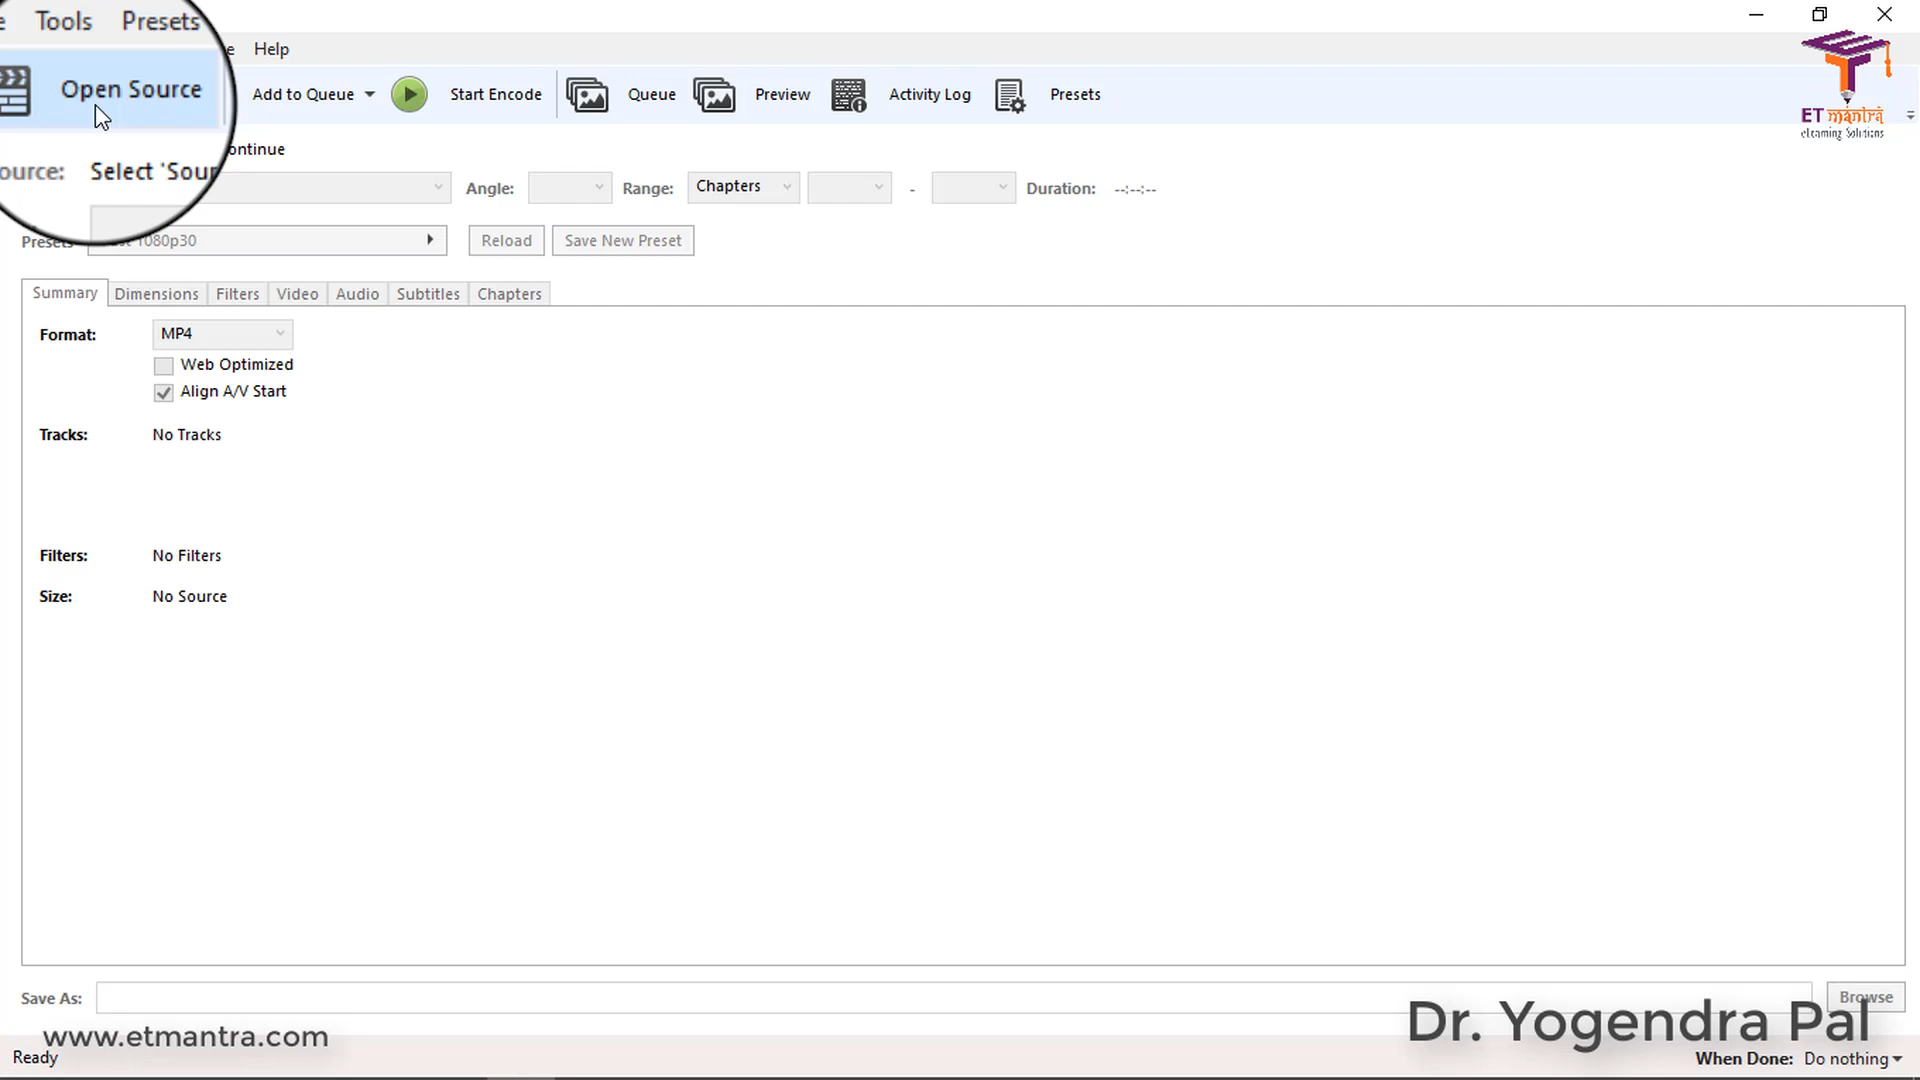 Tools Presets
Help
Open Source
Add to Queue
Start Encode
Queue
Preview
Activity Log
Presets
ET mantra
eLearning Solutions
ource: Select 'Sour
ontinue
Angle:
Range: Chapters
-
Duration: --:--:--
Presets
1080p30
Reload
Save New Preset
Summary Dimensions Filters Video Audio Subtitles Chapters
Format: MP4
Web Optimized
Align A/V Start
Tracks: No Tracks
Filters: No Filters
Size: No Source
Save As:
Browse
Dr. Yogendra Pal
www.etmantra.com
Ready
When Done: Do nothing